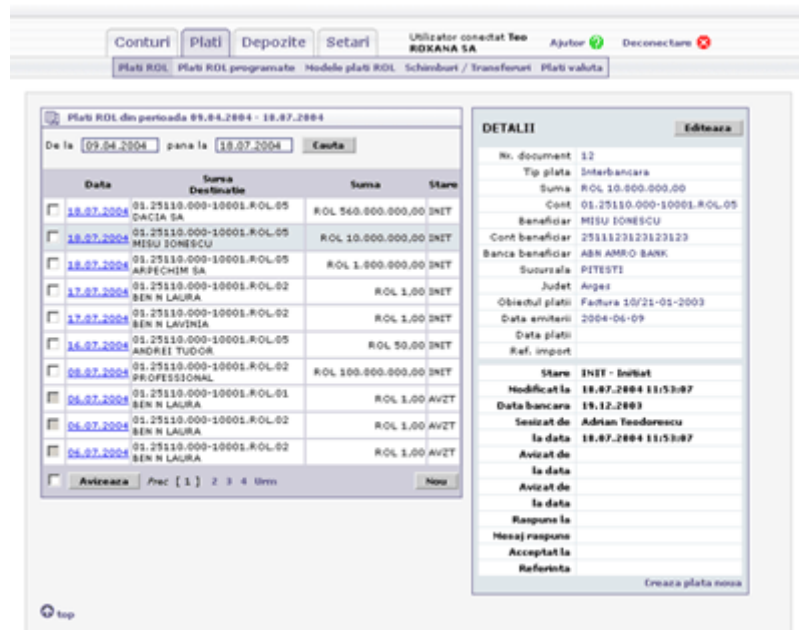 Conturi Plati Depozite Setari
Utilizator conectat Teo
ROXANA SA
Ajutor
Deconectare
Plati ROL Plati ROL programate Modele plati ROL Schimburi / Transferuri Plati valuta
Plati ROL din perioada 09.04.2004 - 18.07.2004
De la 09.04.2004 pana la 18.07.2004 Cauta
Data Sursa Destinatie Suma Stare
18.07.2004 01.25110.000-10001.ROL.05 ROL 560.000.000,00 INIT
DACIA SA
18.07.2004 01.25110.000-10001.ROL.05 ROL 10.000.000,00 INIT
MISU IONESCU
18.07.2004 01.25110.000-10001.ROL.05 ROL 1.000.000,00 INIT
ARPECHIM SA
17.07.2004 01.25110.000-10001.ROL.02 ROL 1,00 INIT
BEN N LAURA
17.07.2004 01.25110.000-10001.ROL.02 ROL 1,00 INIT
BEN N LAVINIA
16.07.2004 01.25110.000-10001.ROL.05 ROL 50,00 INIT
ANDREI TUDOR
08.07.2004 01.25110.000-10001.ROL.02 ROL 100.000.000,00 INIT
PROFESSIONAL
06.07.2004 01.25110.000-10001.ROL.01 ROL 1,00 AVZT
BEN N LAURA
06.07.2004 01.25110.000-10001.ROL.02 ROL 1,00 AVZT
BEN N LAURA
06.07.2004 01.25110.000-10001.ROL.02 ROL 1,00 AVZT
BEN N LAURA
Avizeaza Prec [ 1 ] 2 3 4 Urm Nou
DETALII Editeaza
Nr. document 12
Tip plata Interbancara
Suma ROL 10.000.000,00
Cont 01.25110.000-10001.ROL.05
Beneficiar MISU IONESCU
Cont beneficiar 2511123123123123
Banca beneficiar ABN AMRO BANK
Sucursala PITESTI
Judet Arges
Obiectul platii Factura 10/21-01-2003
Data emiterii 2004-06-09
Data platii
Ref. import
Stare INIT - Initiat
Modificat la 18.07.2004 11:53:07
Data bancara 19.12.2003
Sesizat de Adrian Teodorescu
la data 18.07.2004 11:53:07
Avizat de
la data
Avizat de
la data
Raspuns la
Mesaj raspuns
Acceptat la
Referinta
Creaza plata noua
top